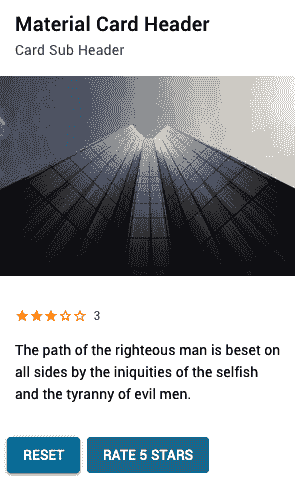 Material Card Header
Card Sub Header
3
The path of the righteous man is beset on
all sides by the iniquities of the selfish
and the tyranny of evil men.
RESET
RATE 5 STARS